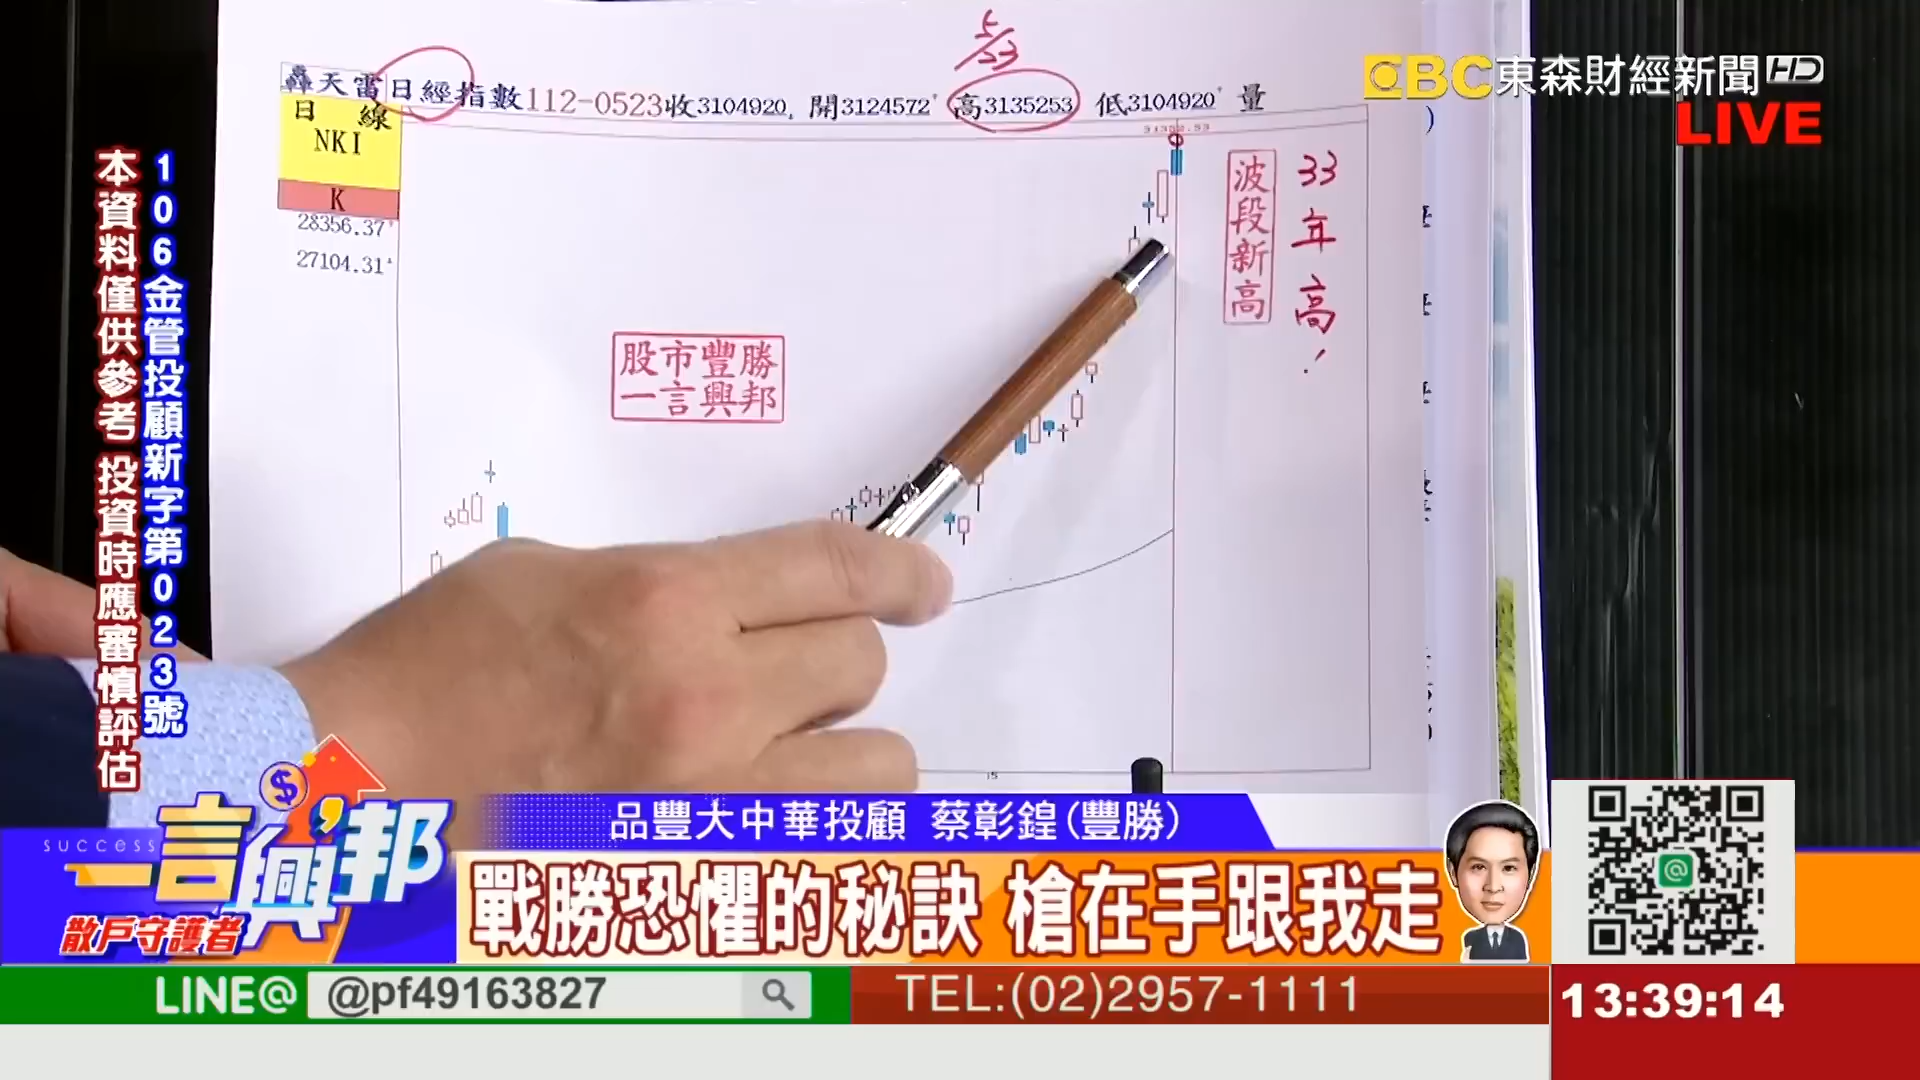 5/23
轟天雷日經指數112-0523收3104920, 開3124572' 高3135253 低3104920' 量
日 線
NKI
K
28356.37'
27104.31
股市豐勝
一言興邦
波段新高
33年高!
15
EBC東森財經新聞HD
LIVE
106金管投顧新字第023號
本資料僅供參考 投資時應審慎評估
$
success
一言興邦
散戶守護者
品豐大中華投顧 蔡彰鍠(豐勝)
戰勝恐懼的秘訣 槍在手跟我走
LINE@ @pf49163827
TEL:(02)2957-1111
13:39:14